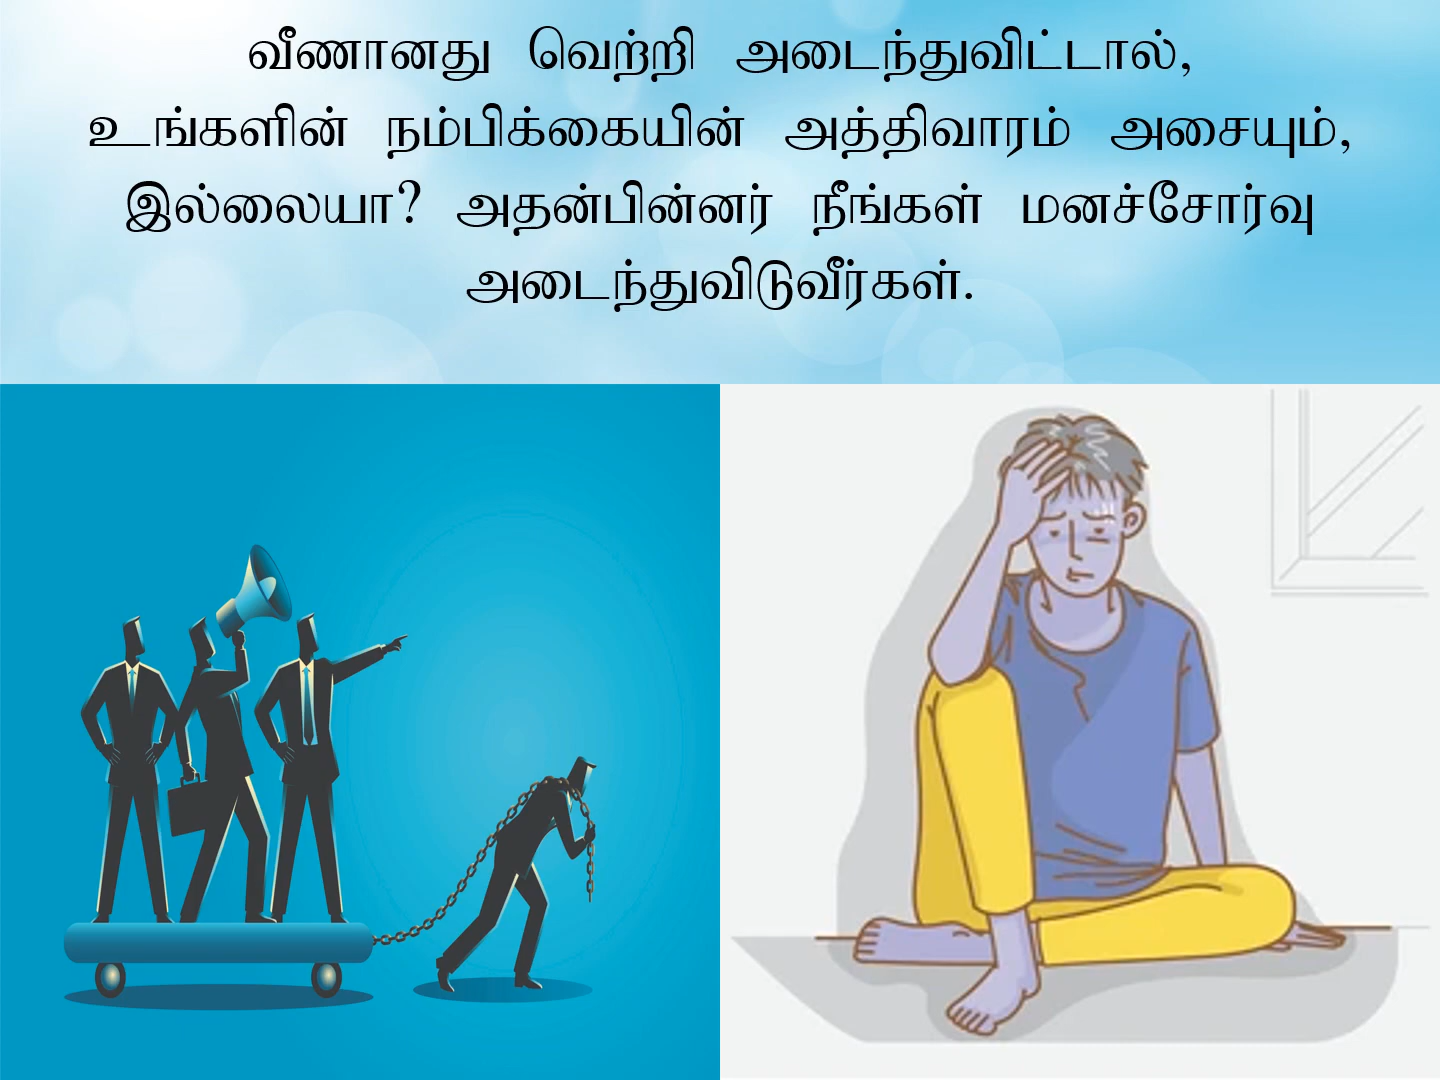 வீணானது வெற்றி அடைந்துவிட்டால்,
உங்களின் நம்பிக்கையின் அத்திவாரம் அசையும்,
இல்லையா? அதன்பின்னர் நீங்கள் மனச்சோர்வு
அடைந்துவிடுவீர்கள்.